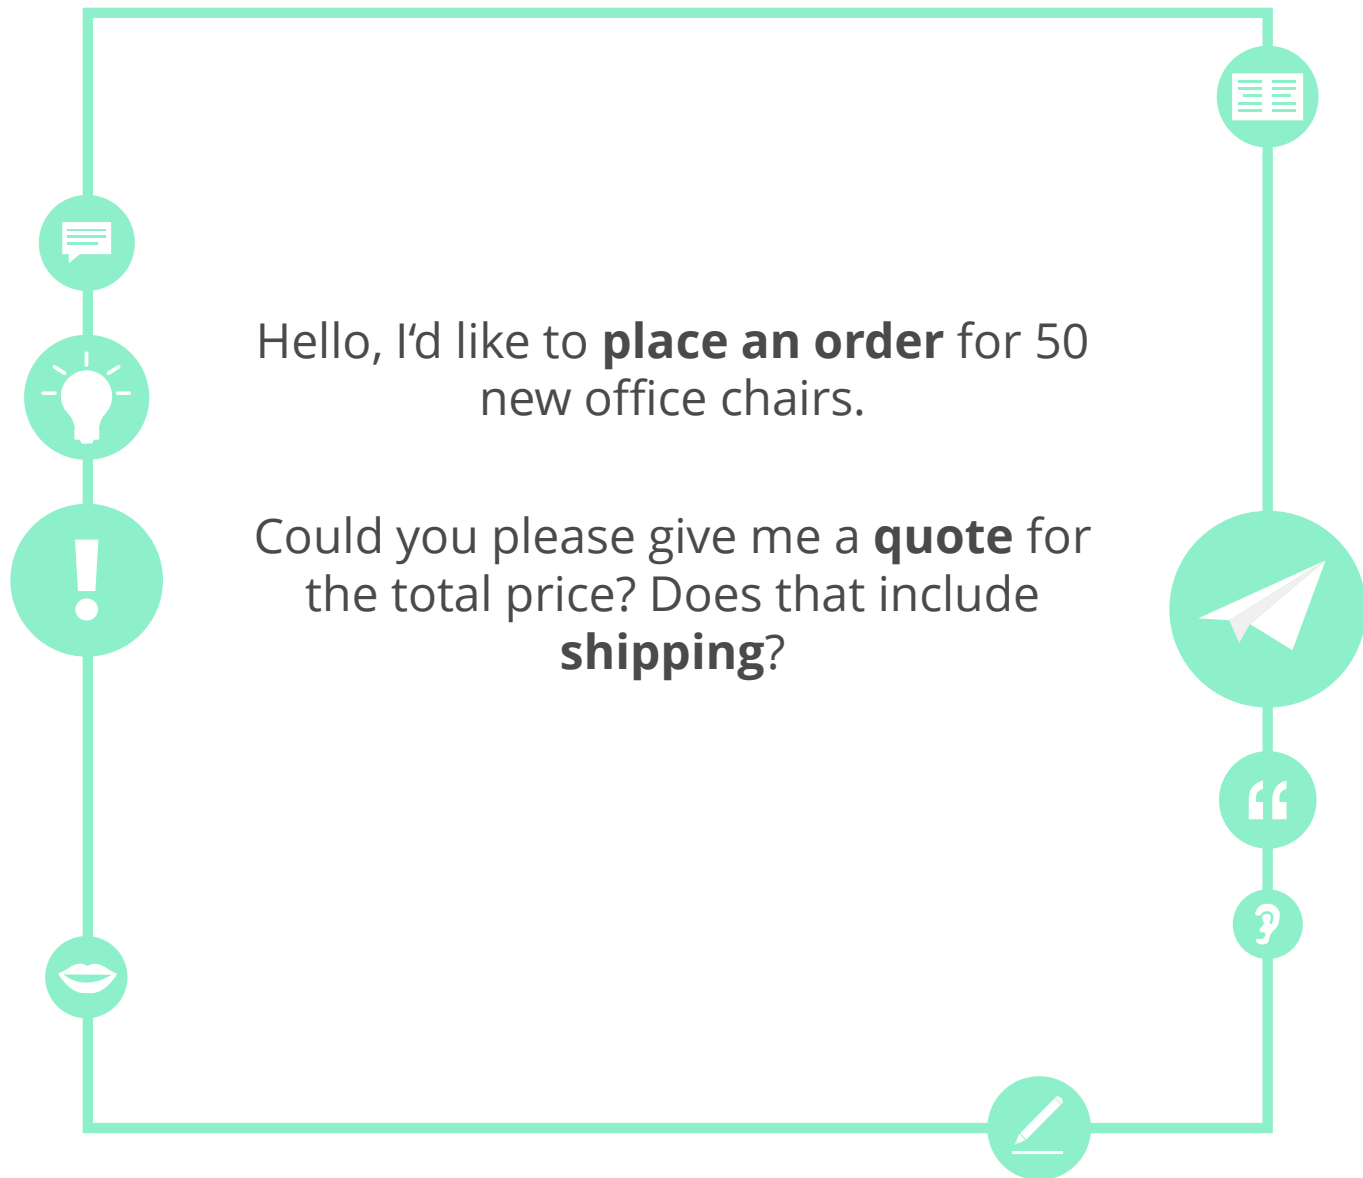 Hello, I‘d like to place an order for 50
new office chairs.
Could you please give me a quote for
the total price? Does that include
shipping?